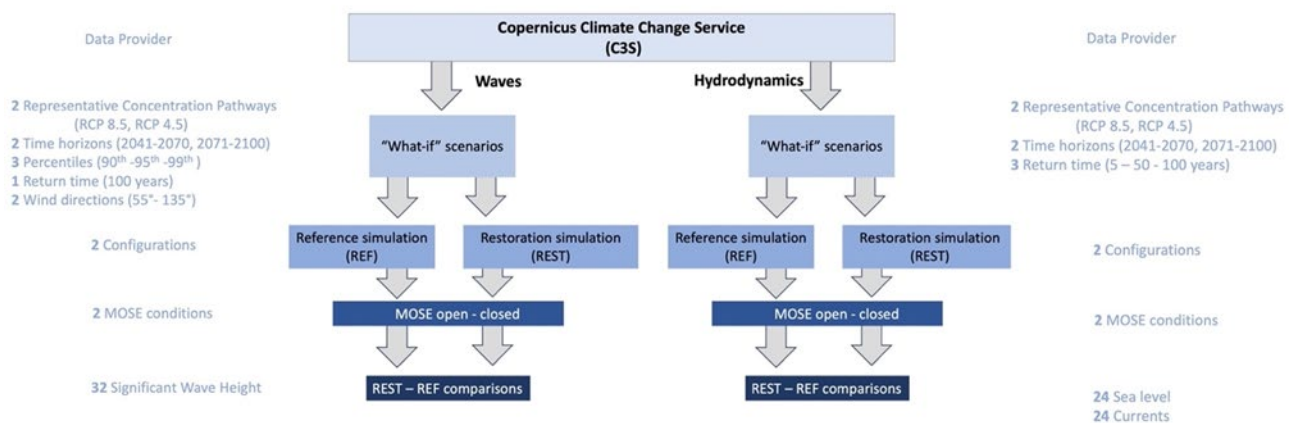 Data Provider
Copernicus Climate Change Service
(C3S)
Data Provider
Waves
Hydrodynamics
2 Representative Concentration Pathways
(RCP 8.5, RCP 4.5)
2 Time horizons (2041-2070, 2071-2100)
3 Percentiles (90th -95th -99th )
1 Return time (100 years)
2 Wind directions (55°- 135°)
"What-if" scenarios
"What-if" scenarios
2 Representative Concentration Pathways
(RCP 8.5, RCP 4.5)
2 Time horizons (2041-2070, 2071-2100)
3 Return time (5 – 50 - 100 years)
2 Configurations
Reference simulation
(REF)
Restoration simulation
(REST)
Reference simulation
(REF)
Restoration simulation
(REST)
2 Configurations
2 MOSE conditions
MOSE open - closed
MOSE open - closed
2 MOSE conditions
32 Significant Wave Height
REST – REF comparisons
REST – REF comparisons
24 Sea level
24 Currents